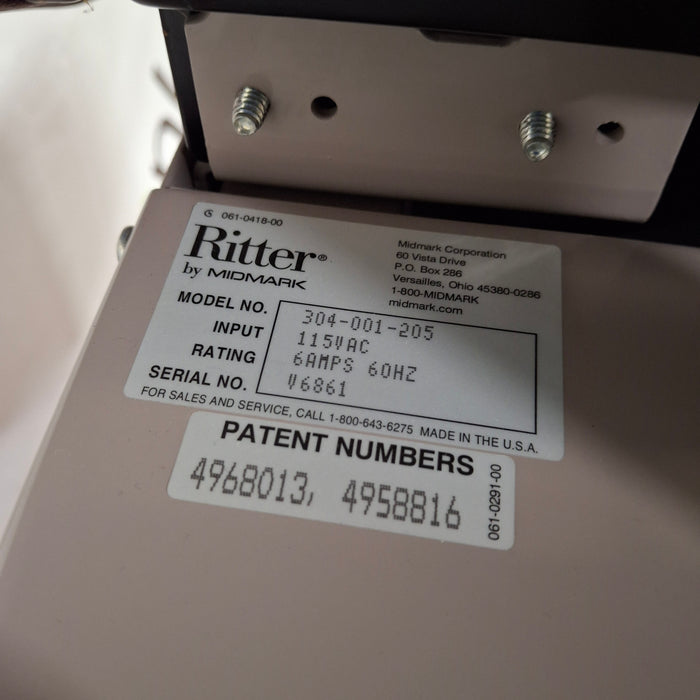 061-0418-00
Ritter®
by MIDMARK
Midmark Corporation
60 Vista Drive
P.O. Box 286
Versailles, Ohio 45380-0286
1-800-MIDMARK
midmark.com
MODEL NO. 304-001-205
INPUT 115VAC
RATING 6AMPS 60HZ
SERIAL NO. V6861
FOR SALES AND SERVICE, CALL 1-800-643-6275 MADE IN THE U.S.A.
PATENT NUMBERS
4968013, 4958816
061-0291-00